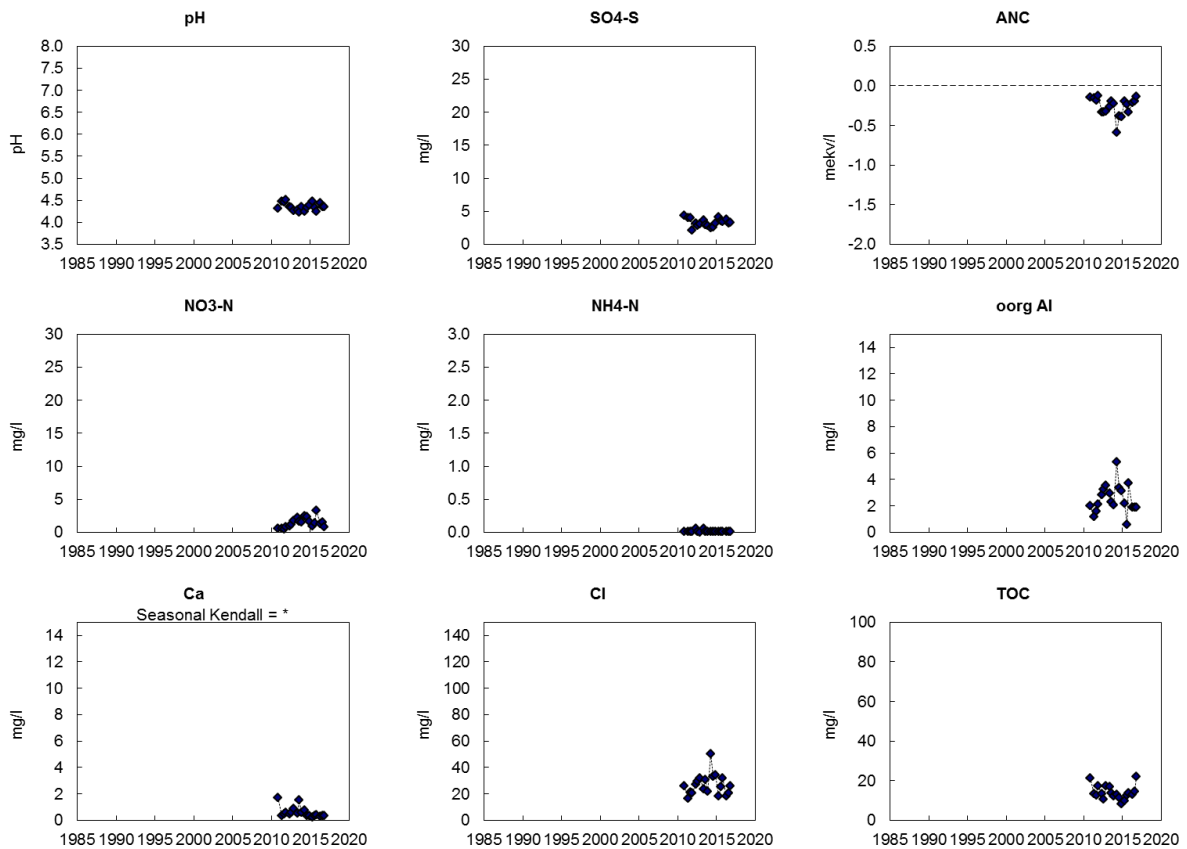 pH SO4-S ANC
8.0 30 0.5
7.5 25 0.0
7.0 20 -0.5
6.5 15 -1.0
6.0 10 -1.5
5.5 5 -2.0
5.0 0
4.5
4.0
3.5
pH mg/l mekv/l
1985 1990 1995 2000 2005 2010 2015 2020 1985 1990 1995 2000 2005 2010 2015 2020 1985 1990 1995 2000 2005 2010 2015 2020
NO3-N NH4-N oorg Al
30 3.0 14
25 2.5 12
20 2.0 10
15 1.5 8
10 1.0 6
5 0.5 4
0 0.0 2
0
mg/l mg/l mg/l
1985 1990 1995 2000 2005 2010 2015 2020 1985 1990 1995 2000 2005 2010 2015 2020 1985 1990 1995 2000 2005 2010 2015 2020
Ca Cl TOC
Seasonal Kendall = *
14 140 100
12 120 80
10 100 60
8 80 40
6 60 20
4 40 0
2 20
0 0
mg/l mg/l mg/l
1985 1990 1995 2000 2005 2010 2015 2020 1985 1990 1995 2000 2005 2010 2015 2020 1985 1990 1995 2000 2005 2010 2015 2020